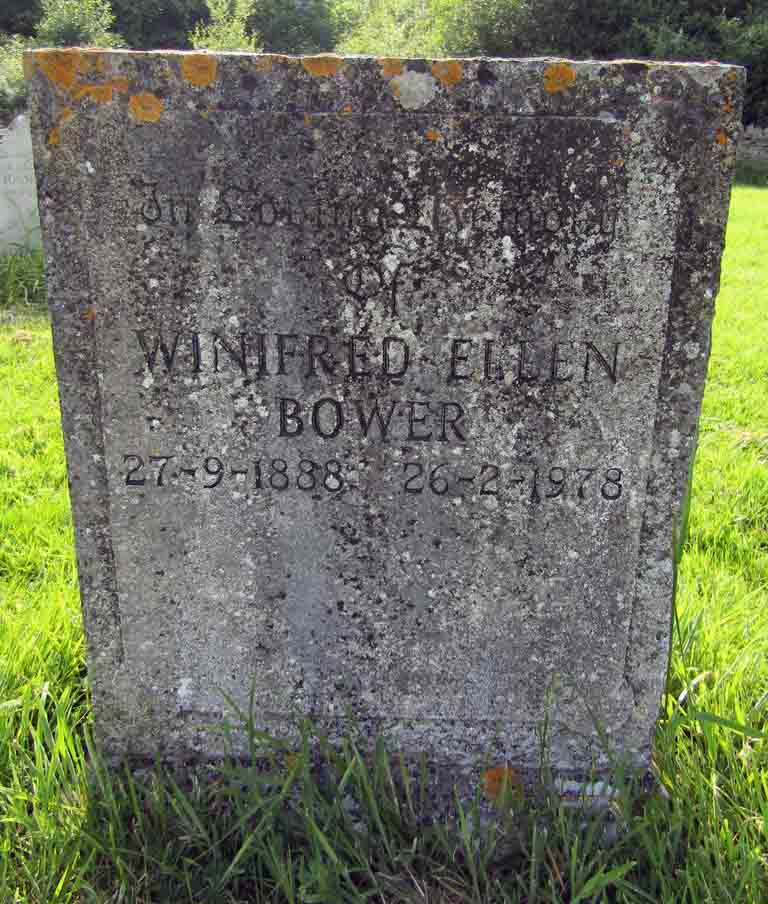 In Loving Memory
Of
WINIFRED ELLEN
BOWER
27-9-1888 26-2-1978